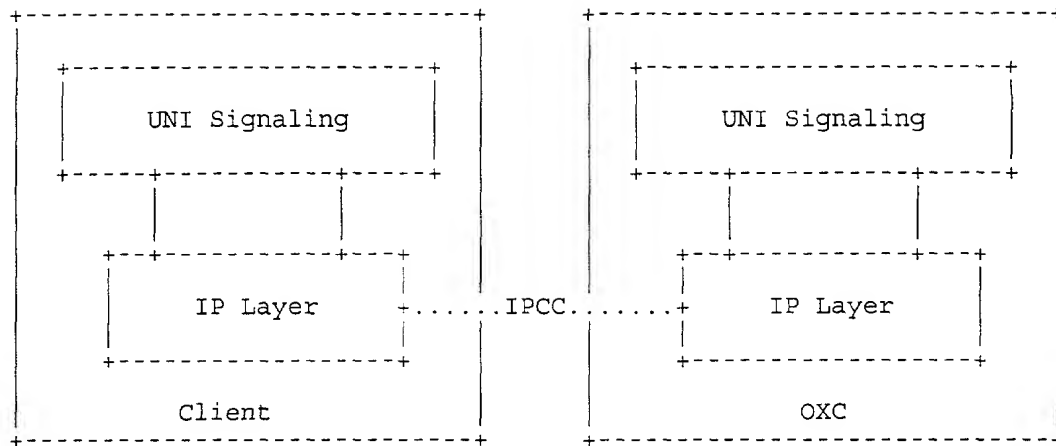 UNI Signaling UNI Signaling
IP Layer IPCC IP Layer
Client OXC